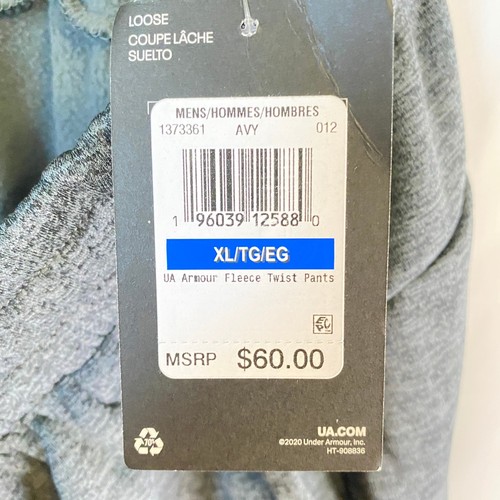 LOOSE
COUPE LÂCHE
SUELTO
MENS/HOMMES/HOMBRES
1373361 AVY 012
1 96039 12588 0
XL/TG/EG
UA Armour Fleece Twist Pants
MSRP $60.00
70%
UA.COM
©2020 Under Armour, Inc.
HT-908836